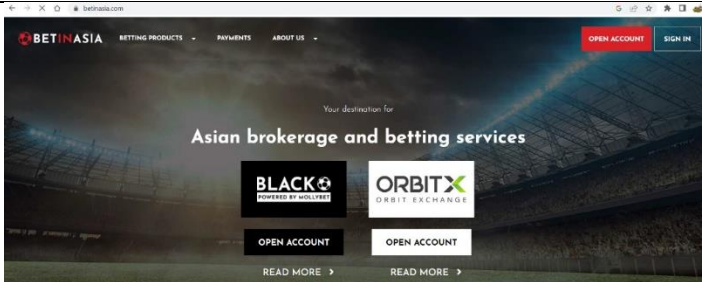 betinasia.com
BETINASIA
BETTING PRODUCTS
PAYMENTS
ABOUT US
OPEN ACCOUNT
SIGN IN
Your destination for
Asian brokerage and betting services
BLACK
POWERED BY MOLLYBET
ORBITX
ORBIT EXCHANGE
OPEN ACCOUNT
OPEN ACCOUNT
READ MORE >
READ MORE >